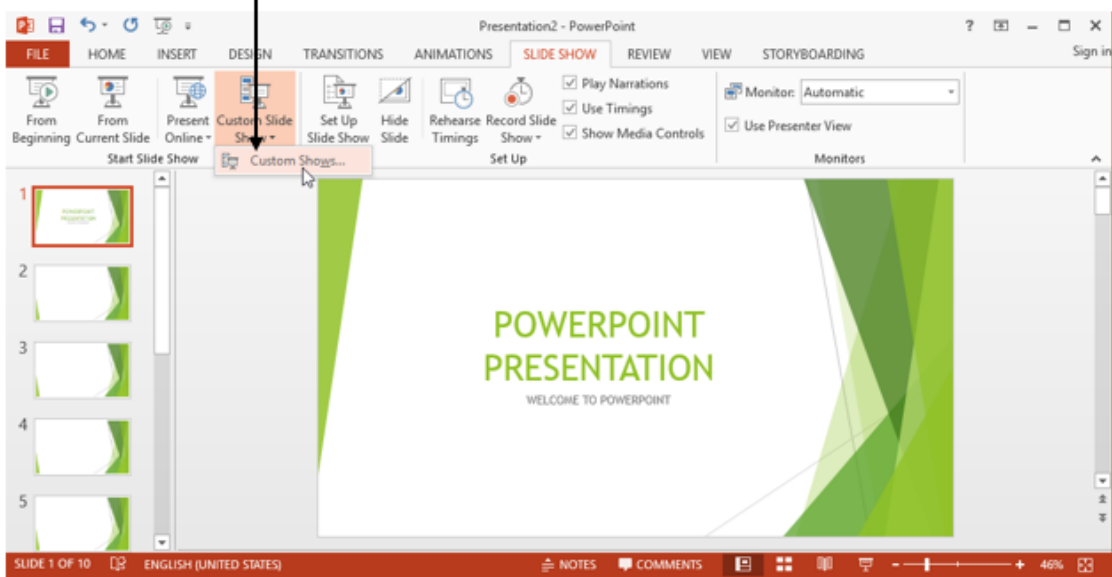 Presentation2 - PowerPoint
FILE HOME INSERT DESIGN TRANSITIONS ANIMATIONS SLIDE SHOW REVIEW VIEW STORYBOARDING Sign in
From Beginning
From Current Slide
Present Online
Custom Slide Show
Set Up Slide Show
Hide Slide
Rehearse Timings
Record Slide Show
Play Narrations
Use Timings
Show Media Controls
Monitor: Automatic
Use Presenter View
Start Slide Show
Set Up
Monitors
Custom Shows...
1
POWERPOINT
PRESENTATION
2
3
4
5
POWERPOINT
PRESENTATION
WELCOME TO POWERPOINT
SLIDE 1 OF 10 ENGLISH (UNITED STATES) NOTES COMMENTS 46%